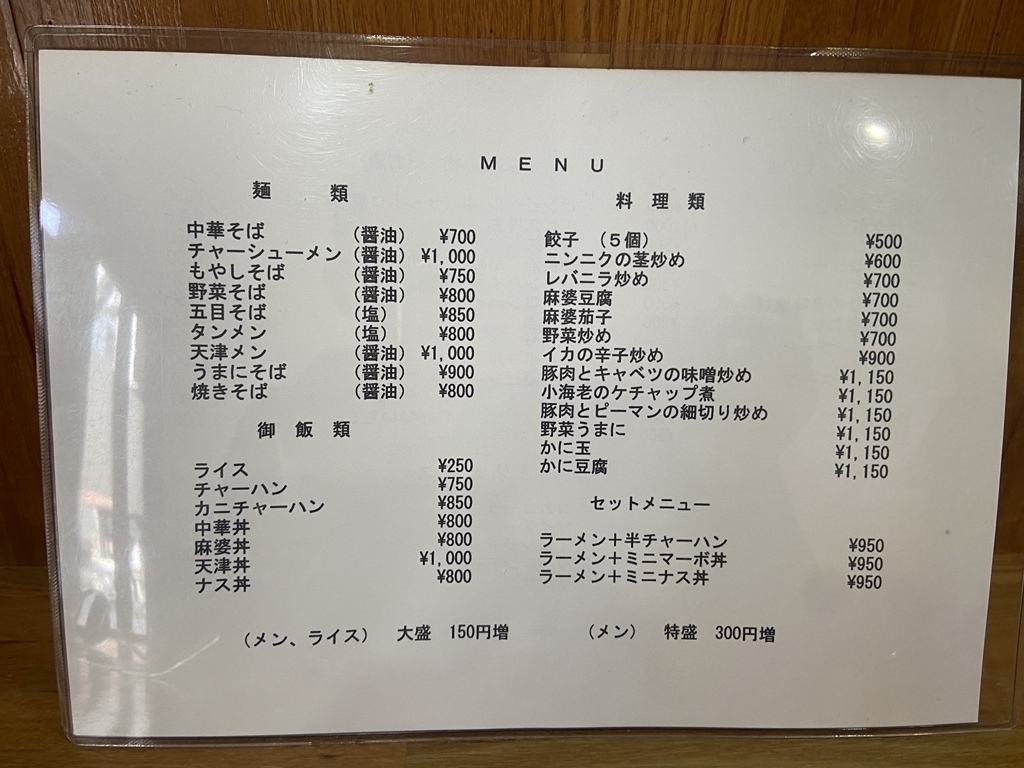 ＭＥＮＵ
麺　類
中華そば　（醤油）　¥700
チャーシューメン（醤油）　¥1,000
もやしそば　（醤油）　¥750
野菜そば　（醤油）　¥800
五目そば　（塩）　¥850
タンメン　（塩）　¥800
天津メン　（醤油）　¥1,000
うまにそば　（醤油）　¥900
焼きそば　（醤油）　¥800
御　飯　類
ライス　¥250
チャーハン　¥750
カニチャーハン　¥850
中華丼　¥800
麻婆丼　¥800
天津丼　¥1,000
ナス丼　¥800
料　理　類
餃子　（５個）　¥500
ニンニクの茎炒め　¥600
レバニラ炒め　¥700
麻婆豆腐　¥700
麻婆茄子　¥700
野菜炒め　¥700
イカの辛子炒め　¥900
豚肉とキャベツの味噌炒め　¥1,150
小海老のケチャップ煮　¥1,150
豚肉とピーマンの細切り炒め　¥1,150
野菜うまに　¥1,150
かに玉　¥1,150
かに豆腐　¥1,150
セットメニュー
ラーメン＋半チャーハン　¥950
ラーメン＋ミニマーボ丼　¥950
ラーメン＋ミニナス丼　¥950
（メン、ライス）　大盛　150円増　（メン）　特盛　300円増